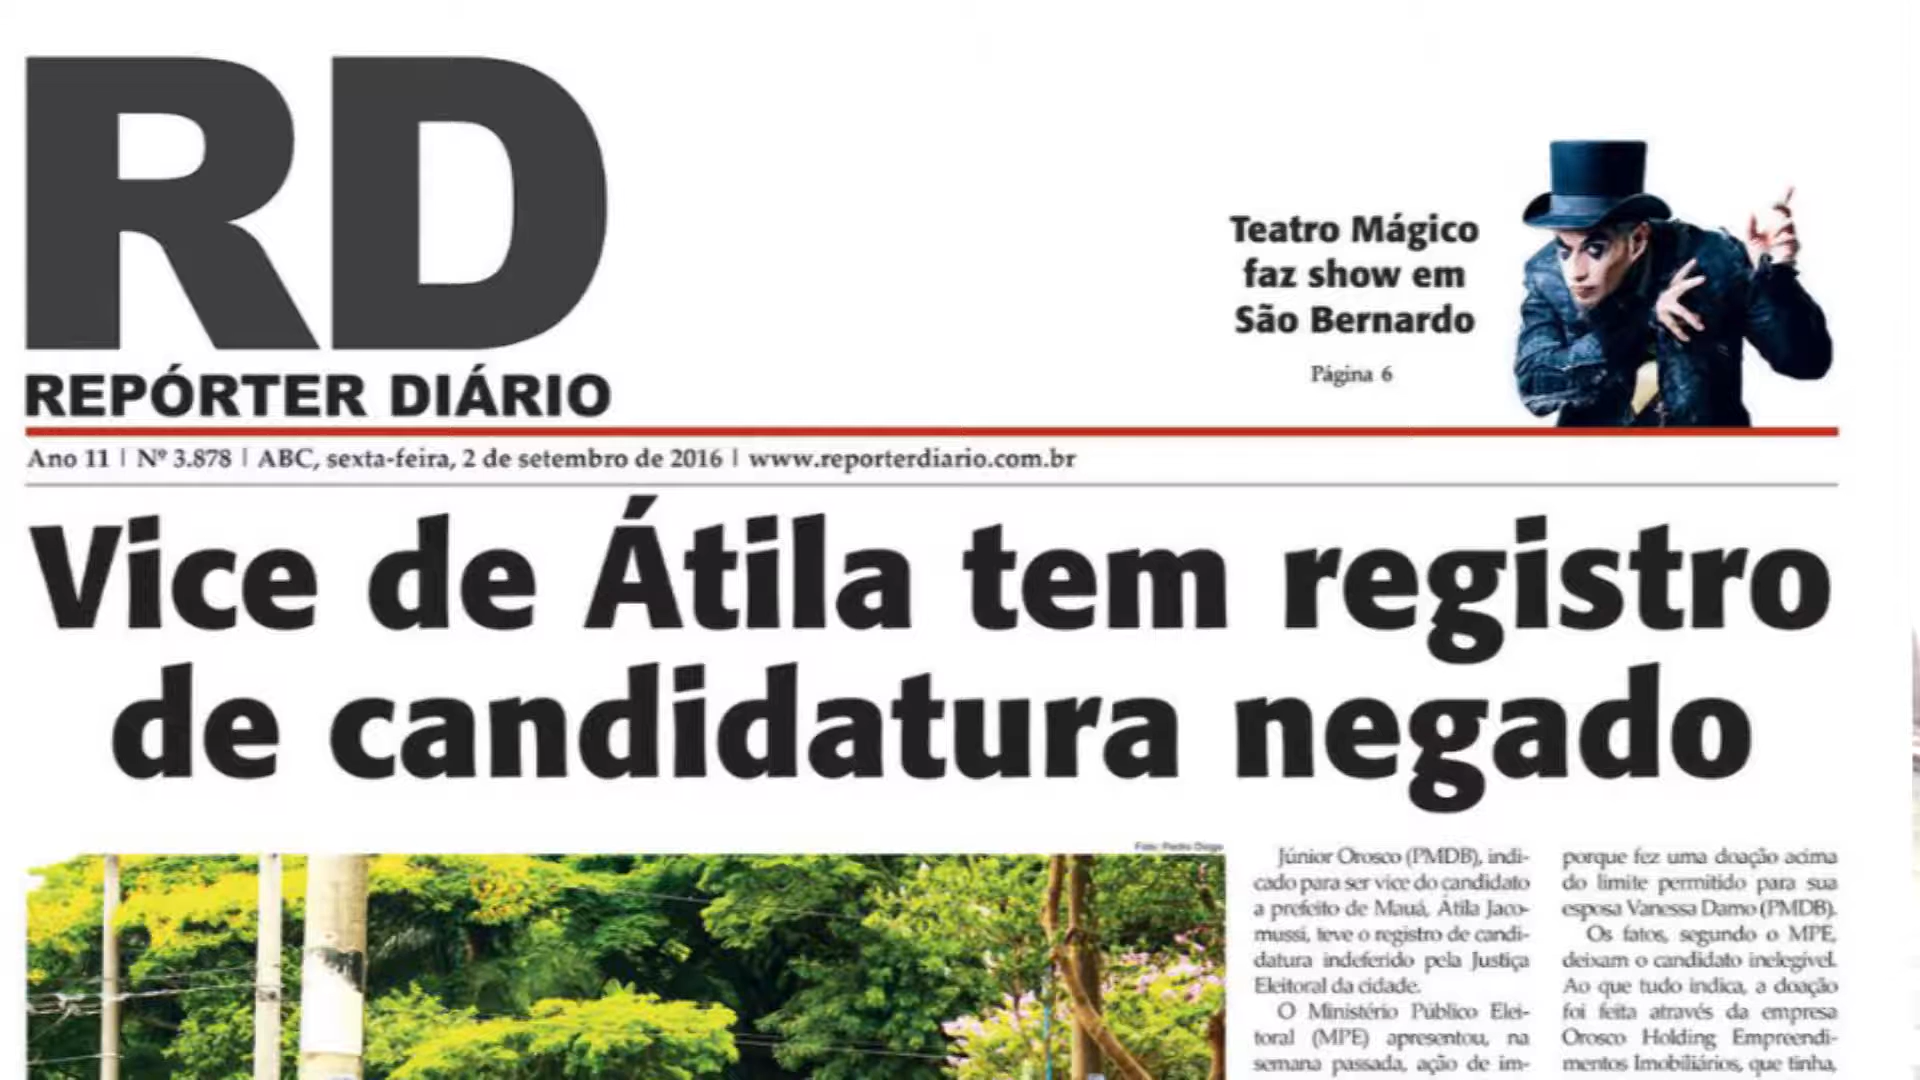 RD
REPÓRTER DIÁRIO
Teatro Mágico
faz show em
São Bernardo
Página 6
Ano 11 | Nº 3.878 | ABC, sexta-feira, 2 de setembro de 2016 | www.reporterdiario.com.br
Vice de Átila tem registro
de candidatura negado
Foto: Pedro Diogo
Júnior Orosco (PMDB), indi-
cado para ser vice do candidato
a prefeito de Mauá, Átila Jaco-
mussi, teve o registro de candi-
datura indeferido pela Justiça
Eleitoral da cidade.
O Ministério Público Elei-
toral (MPE) apresentou, na
semana passada, ação de im-
porque fez uma doação acima
do limite permitido para sua
esposa Vanessa Damo (PMDB).
Os fatos, segundo o MPE,
deixam o candidato inelegível.
Ao que tudo indica, a doação
foi feita através da empresa
Orosco Holding Empreendi-
mentos Imobiliários, que tinha,